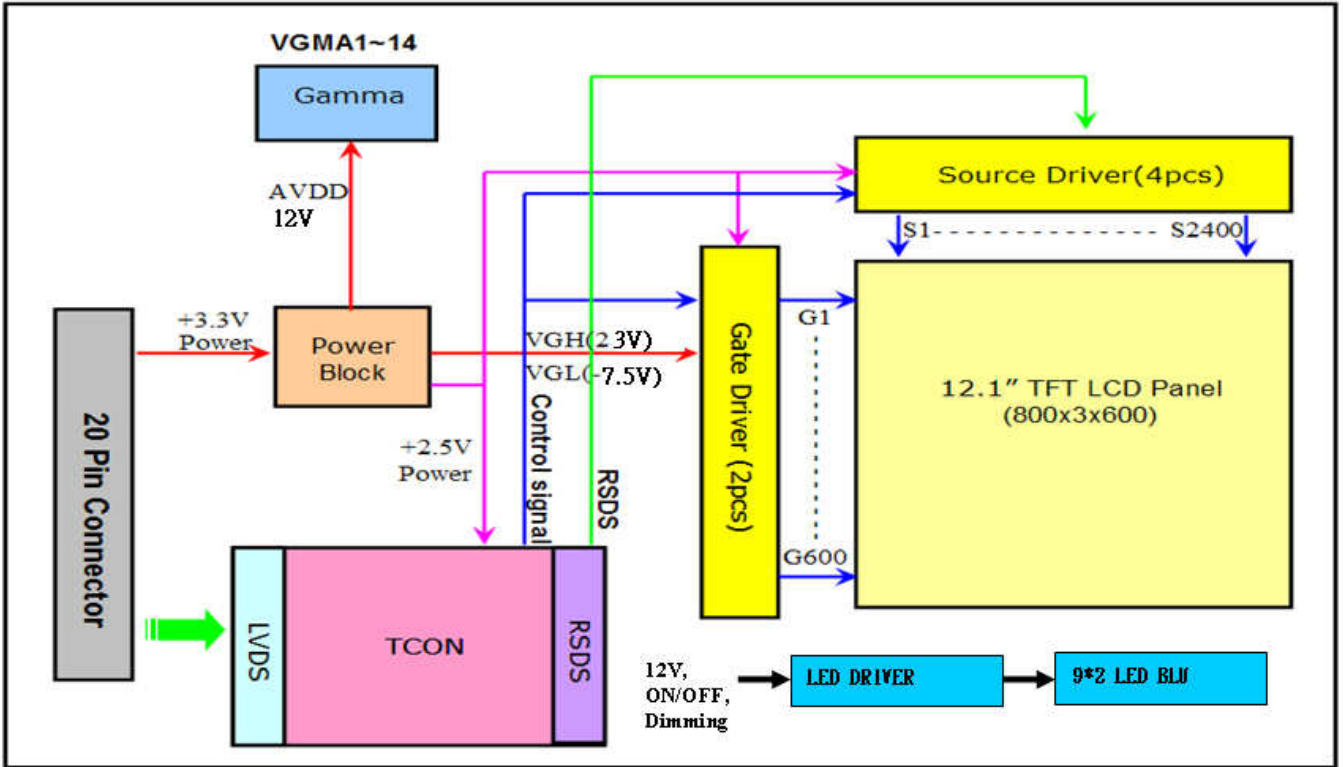 VGMA1~14
Gamma
AVDD
12V
Source Driver(4pcs)
S1
S2400
+3.3V
Power
Power
Block
VGH(23V)
VGL(-7.5V)
G1
Gate Driver (2pcs)
12.1" TFT LCD Panel
(800x3x600)
20 Pin Connector
+2.5V
Power
Control signal
RSDS
G600
LVDS
TCON
RSDS
12V,
ON/OFF,
Dimming
LED DRIVER
9*2 LED BLU